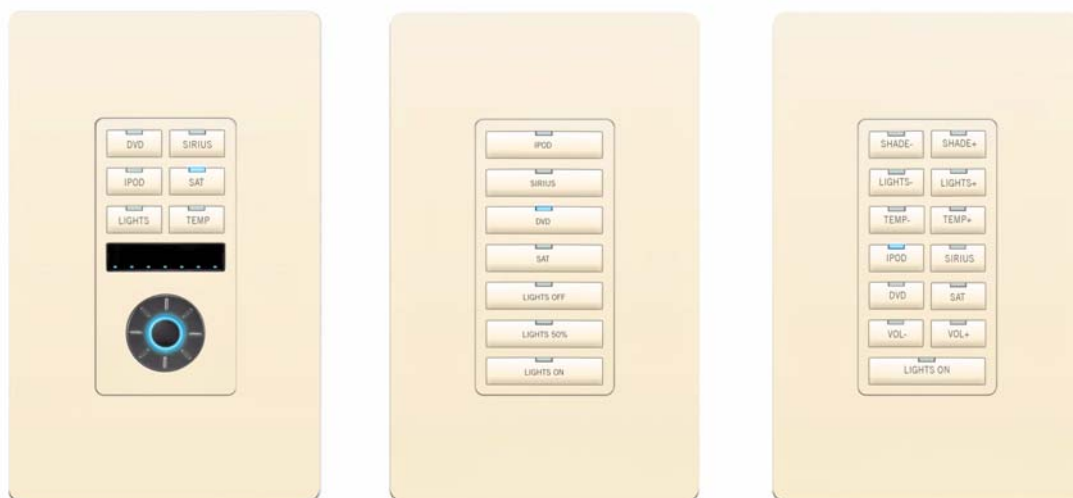 DVD SIRIUS
IPOD SAT
LIGHTS TEMP
IPOD
SIRIUS
DVD
SAT
LIGHTS OFF
LIGHTS 50%
LIGHTS ON
SHADE- SHADE+
LIGHTS- LIGHTS+
TEMP- TEMP+
IPOD SIRIUS
DVD SAT
VOL- VOL+
LIGHTS ON